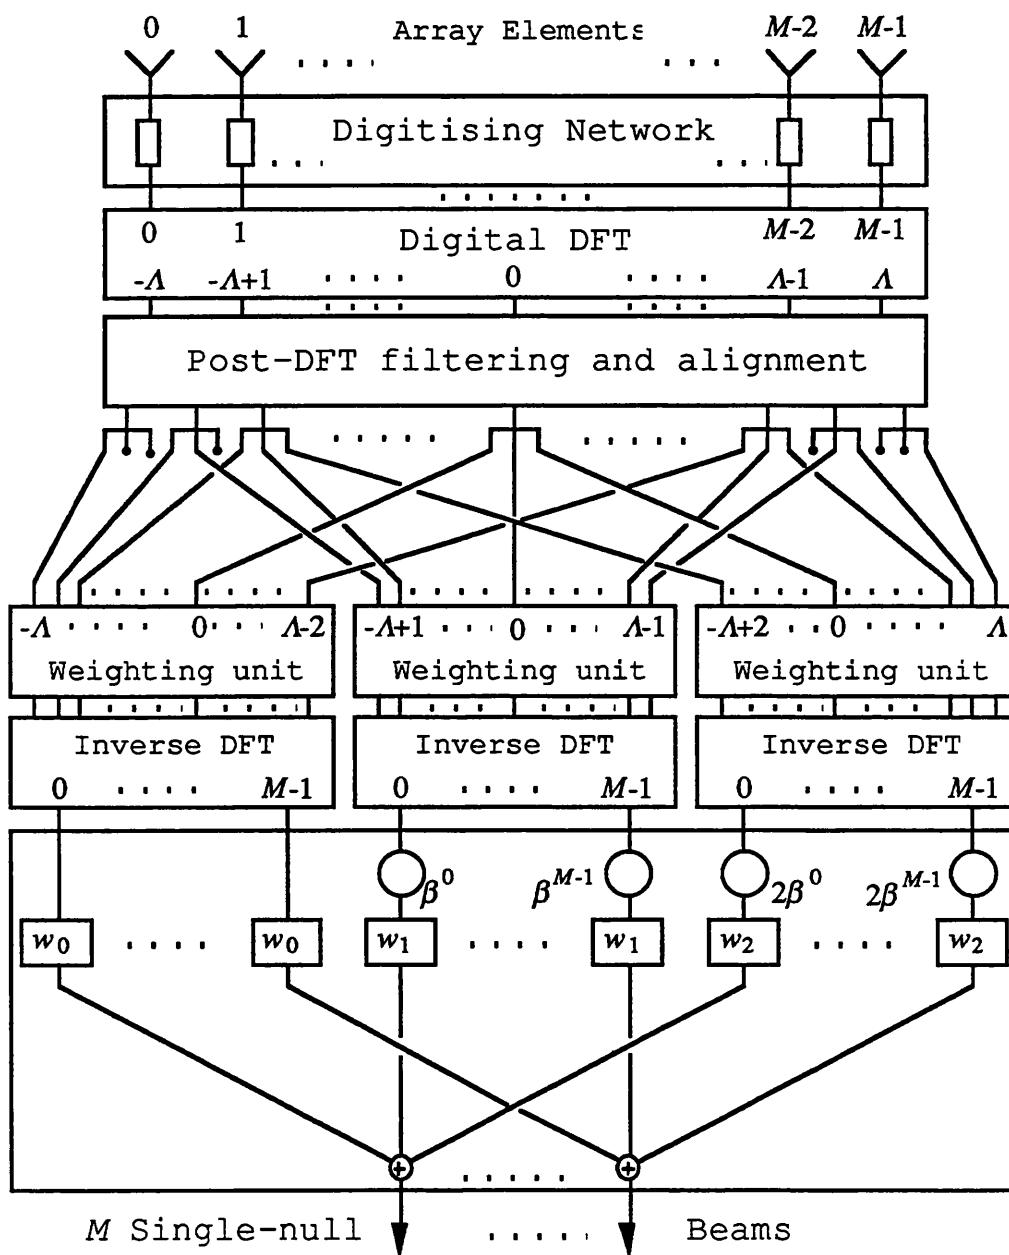 0 1 Array Elements M-2 M-1
Digitising Network
0 1 Digital DFT M-2 M-1
-Λ -Λ+1 0 Λ-1 Λ
Post-DFT filtering and alignment
-Λ 0 Λ-2 -Λ+1 0 Λ-1 -Λ+2 0 Λ
Weighting unit Weighting unit Weighting unit
Inverse DFT Inverse DFT Inverse DFT
0 M-1 0 M-1 0 M-1
β⁰ β^{M-1} 2β⁰ 2β^{M-1}
w₀ w₀ w₁ w₁ w₂ w₂
+ +
M Single-null Beams